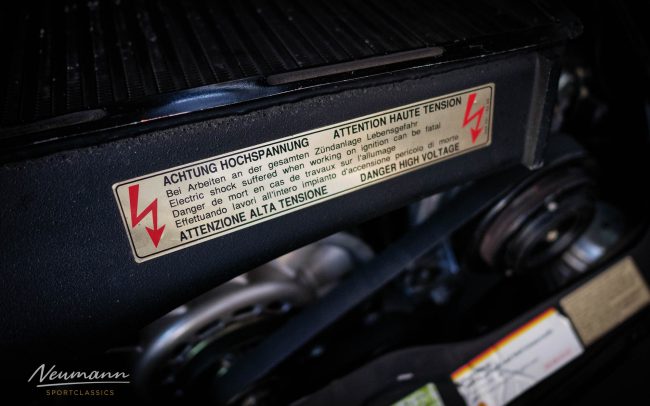 ACHTUNG HOCHSPANNUNG ATTENTION HAUTE TENSION
Bei Arbeiten an der gesamten Zündanlage Lebensgefahr
Electric shock suffered when working on ignition can be fatal
Danger de mort en cas de travaux sur l'allumage
Effettuando lavori all'intero impianto d'accensione pericolo di morte
ATTENZIONE ALTA TENSIONE DANGER HIGH VOLTAGE
Neumann
SPORTCLASSICS